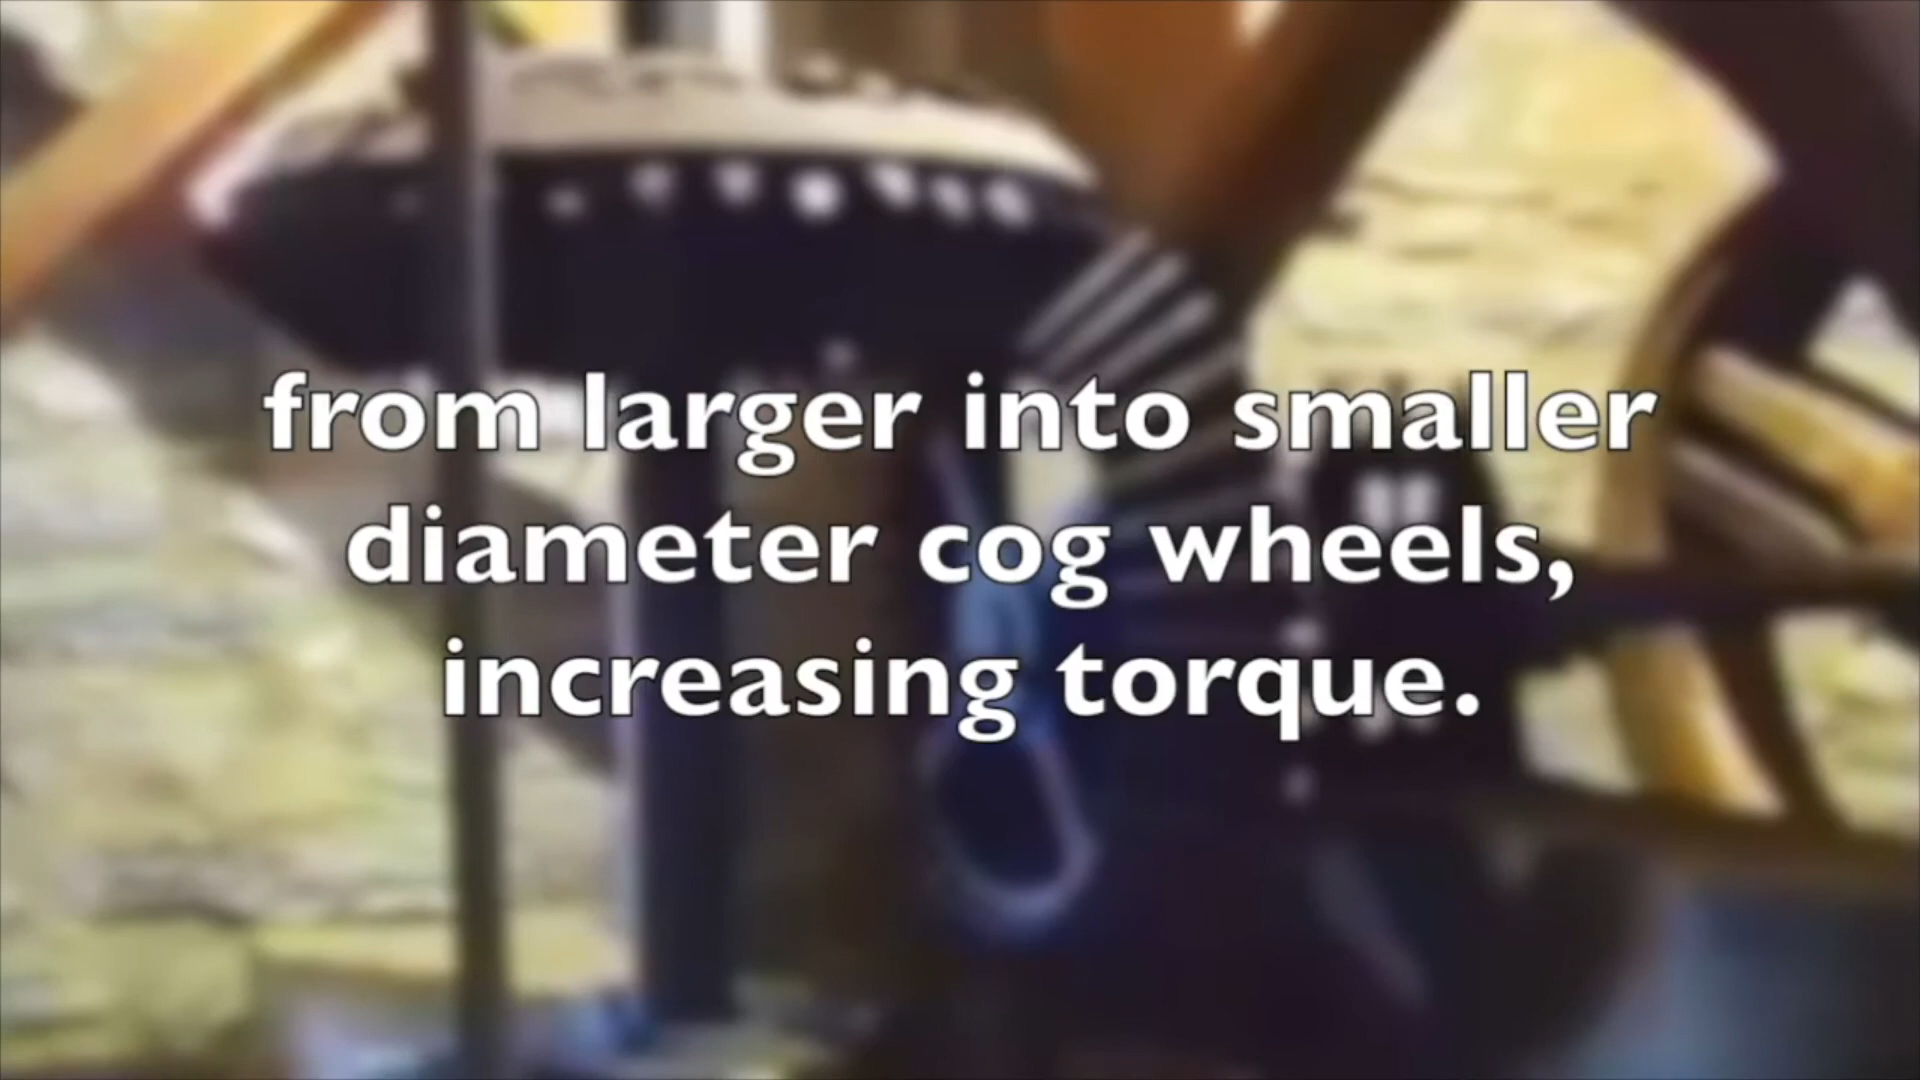 from larger into smaller
diameter cog wheels,
increasing torque.